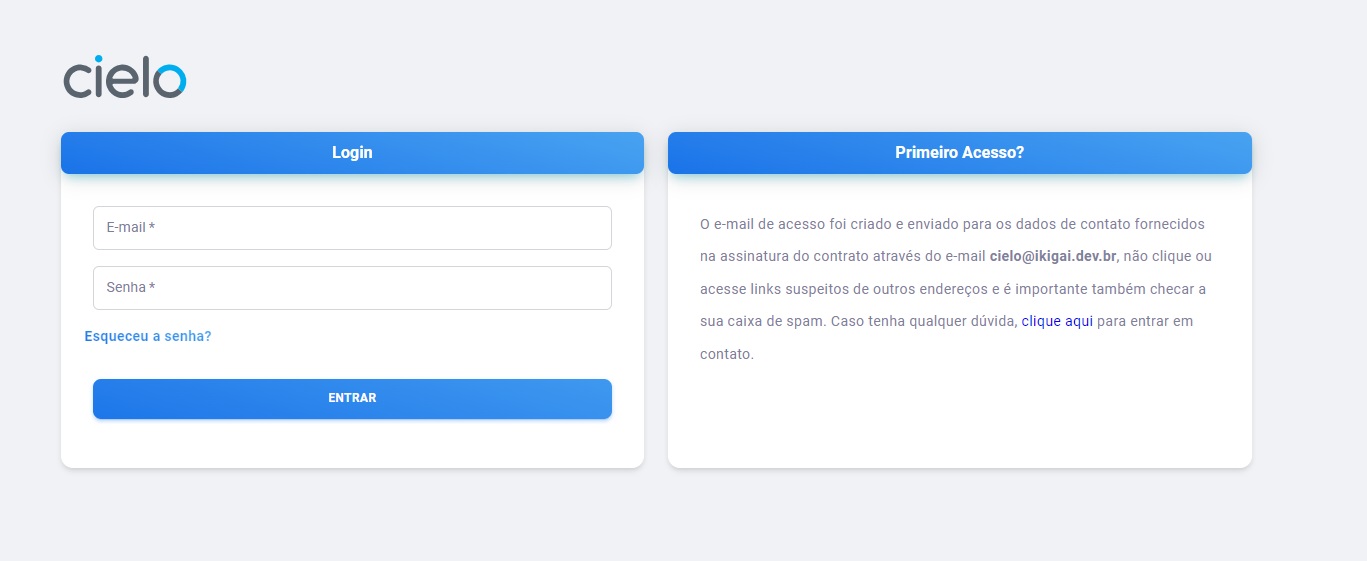 cielo
Login
E-mail *
Senha *
Esqueceu a senha?
ENTRAR
Primeiro Acesso?
O e-mail de acesso foi criado e enviado para os dados de contato fornecidos
na assinatura do contrato através do e-mail cielo@ikigai.dev.br, não clique ou
acesse links suspeitos de outros endereços e é importante também checar a
sua caixa de spam. Caso tenha qualquer dúvida, clique aqui para entrar em
contato.